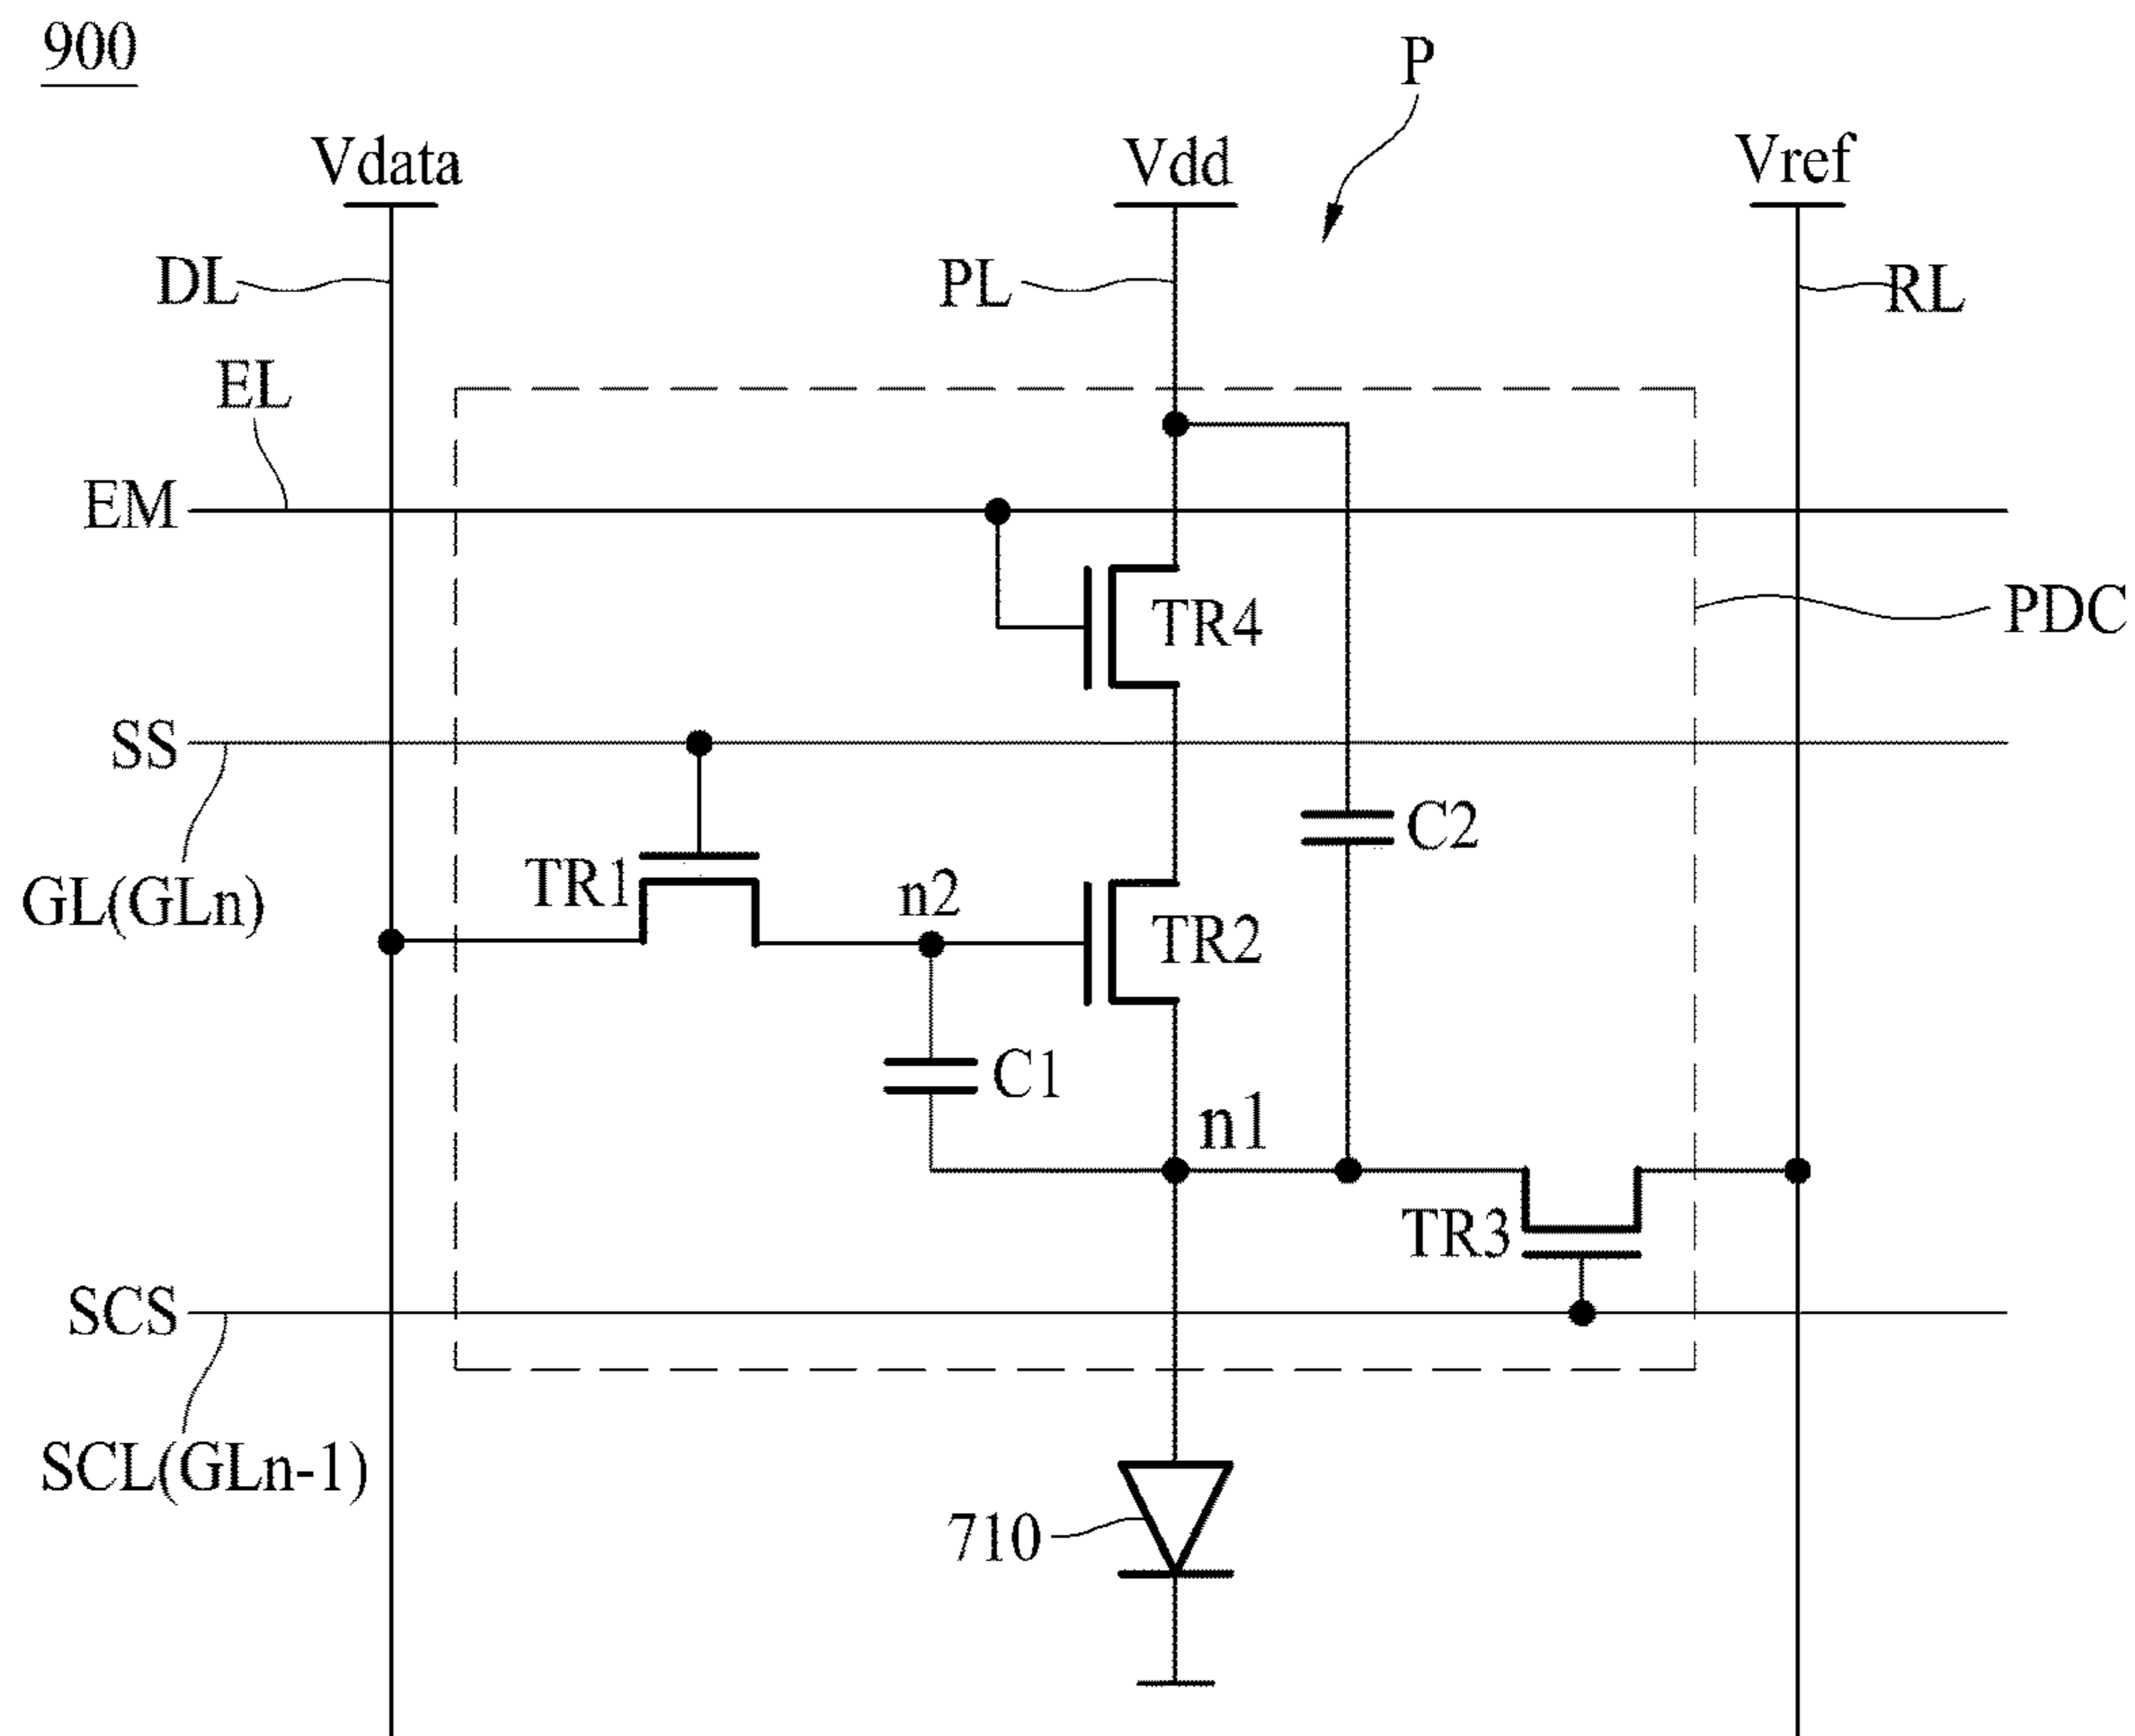 900
P
Vdata
Vdd
Vref
DL
PL
RL
EL
EM
TR4
PDC
SS
C2
TR1
n2
GL(GLn)
TR2
C1
n1
TR3
SCS
SCL(GLn-1)
710